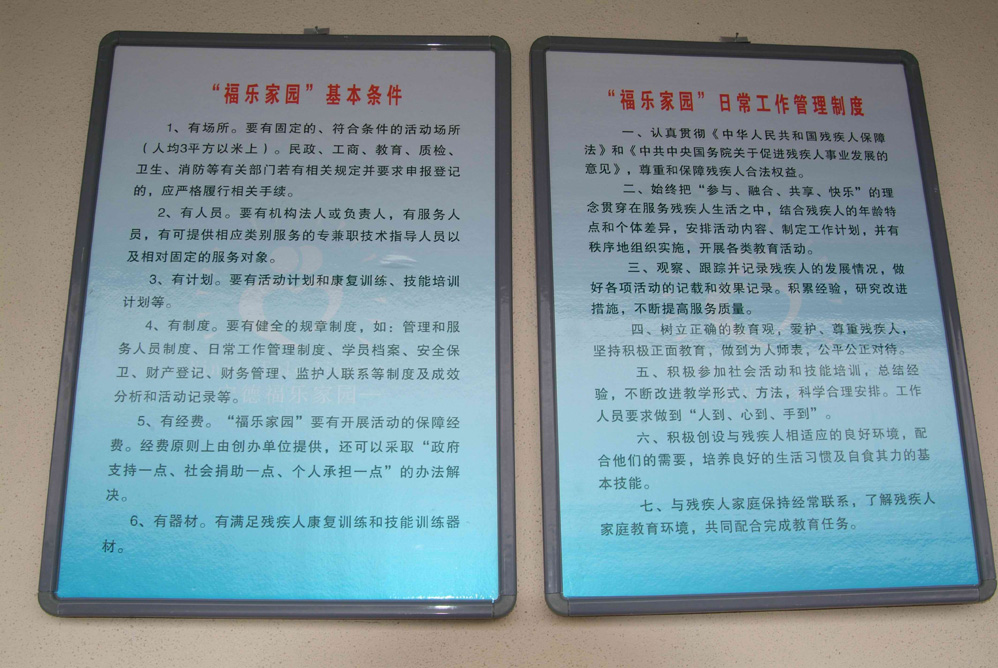 “福乐家园”基本条件
1、有场所。要有固定的、符合条件的活动场所
（人均3平方以米上）。民政、工商、教育、质检、
卫生、消防等有关部门若有相关规定并要求申报登记
的，应严格履行相关手续。
2、有人员。要有机构法人或负责人，有服务人
员，有可提供相应类别服务的专兼职技术指导人员以
及相对固定的服务对象。
3、有计划。要有活动计划和康复训练、技能培训
计划等。
4、有制度。要有健全的规章制度，如：管理和服
务人员制度、日常工作管理制度、学员档案、安全保
卫、财产登记、财务管理、监护人联系等制度及成效
分析和活动记录等。
5、有经费。“福乐家园”要有开展活动的保障经
费。经费原则上由创办单位提供，还可以采取“政府
支持一点、社会捐助一点、个人承担一点”的办法解
决。
6、有器材。有满足残疾人康复训练和技能训练器
材。
“福乐家园”日常工作管理制度
一、认真贯彻《中华人民共和国残疾人保障
法》和《中共中央国务院关于促进残疾人事业发展的
意见》，尊重和保障残疾人合法权益。
二、始终把“参与、融合、共享、快乐”的理
念贯穿在服务残疾人生活之中，结合残疾人的年龄特
点和个体差异，安排活动内容、制定工作计划，并有
秩序地组织实施，开展各类教育活动。
三、观察、跟踪并记录残疾人的发展情况，做
好各项活动的记载和效果记录。积累经验，研究改进
措施，不断提高服务质量。
四、树立正确的教育观，爱护、尊重残疾人，
坚持积极正面教育，做到为人师表，公平公正对待。
五、积极参加社会活动和技能培训，总结经
验，不断改进教学形式、方法，科学合理安排。工作
人员要求做到“人到、心到、手到”。
六、积极创设与残疾人相适应的良好环境，配
合他们的需要，培养良好的生活习惯及自食其力的基
本技能。
七、与残疾人家庭保持经常联系，了解残疾人
家庭教育环境，共同配合完成教育任务。